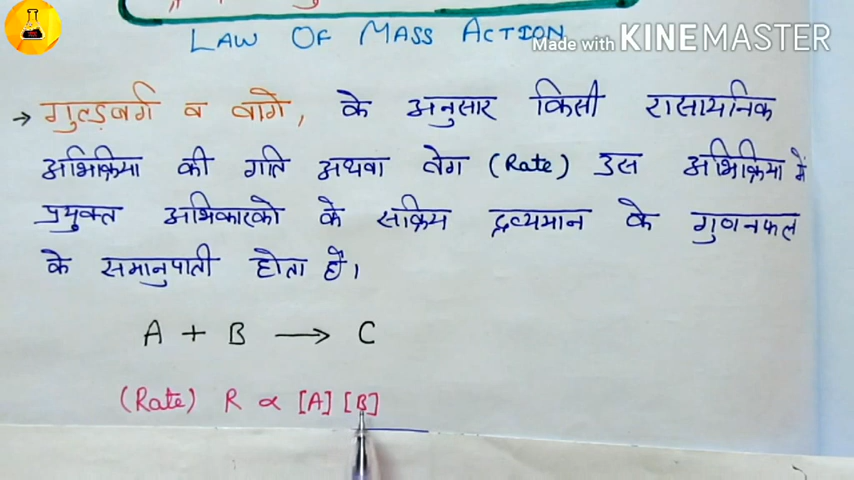 LAW OF MASS ACTION
Made with KINEMASTER
→ गुल्डबर्ग व वागे, के अनुसार किसी रासायनिक
अभिक्रिया की गति अथवा वेग (Rate) उस अभिक्रिया में
प्रयुक्त अभिकारको के सक्रिय द्रव्यमान के गुणनफल
के समानुपाती होता है।
A + B ⟶ C
(Rate) R ∝ [A] [B]